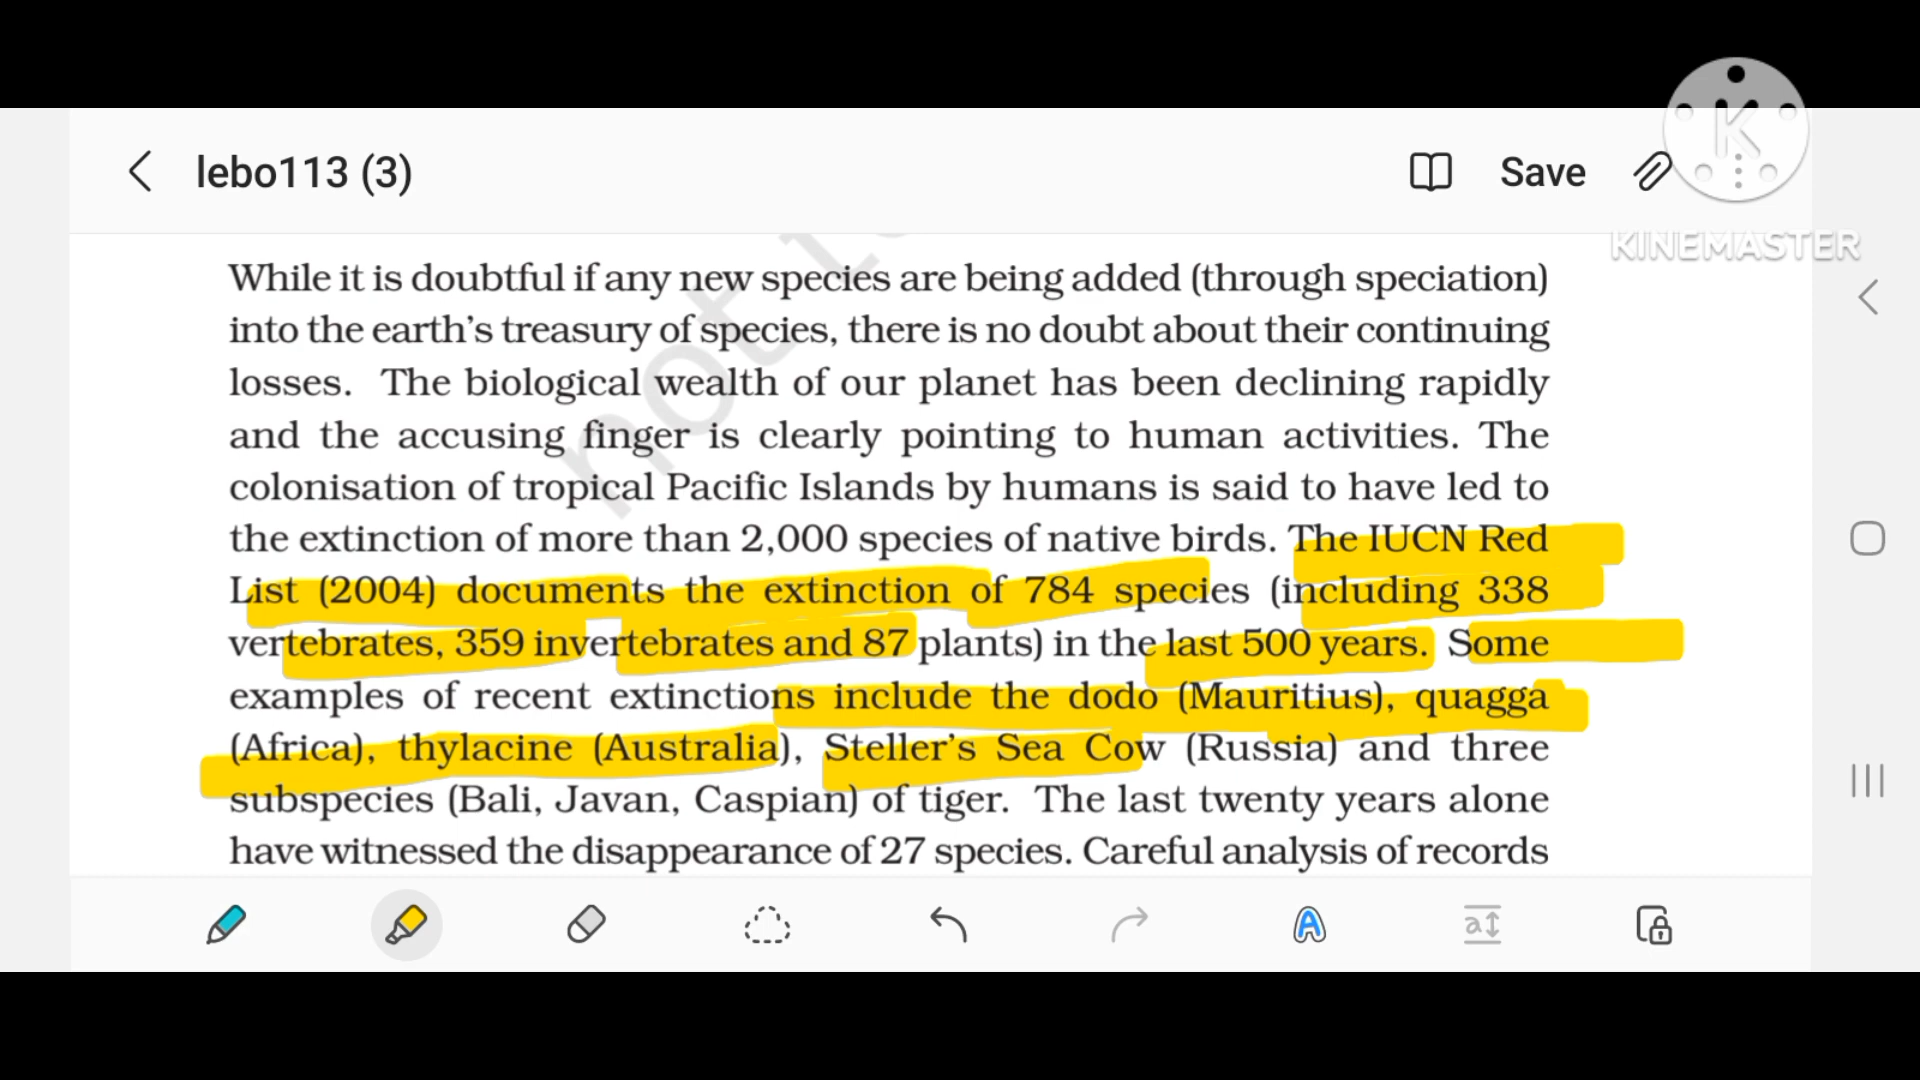 K
KINEMASTER
lebo113 (3)
Save
not
While it is doubtful if any new species are being added (through speciation)
into the earth’s treasury of species, there is no doubt about their continuing
losses. The biological wealth of our planet has been declining rapidly
and the accusing finger is clearly pointing to human activities. The
colonisation of tropical Pacific Islands by humans is said to have led to
the extinction of more than 2,000 species of native birds. The IUCN Red
List (2004) documents the extinction of 784 species (including 338
vertebrates, 359 invertebrates and 87 plants) in the last 500 years. Some
examples of recent extinctions include the dodo (Mauritius), quagga
(Africa), thylacine (Australia), Steller’s Sea Cow (Russia) and three
subspecies (Bali, Javan, Caspian) of tiger. The last twenty years alone
have witnessed the disappearance of 27 species. Careful analysis of records
A
a